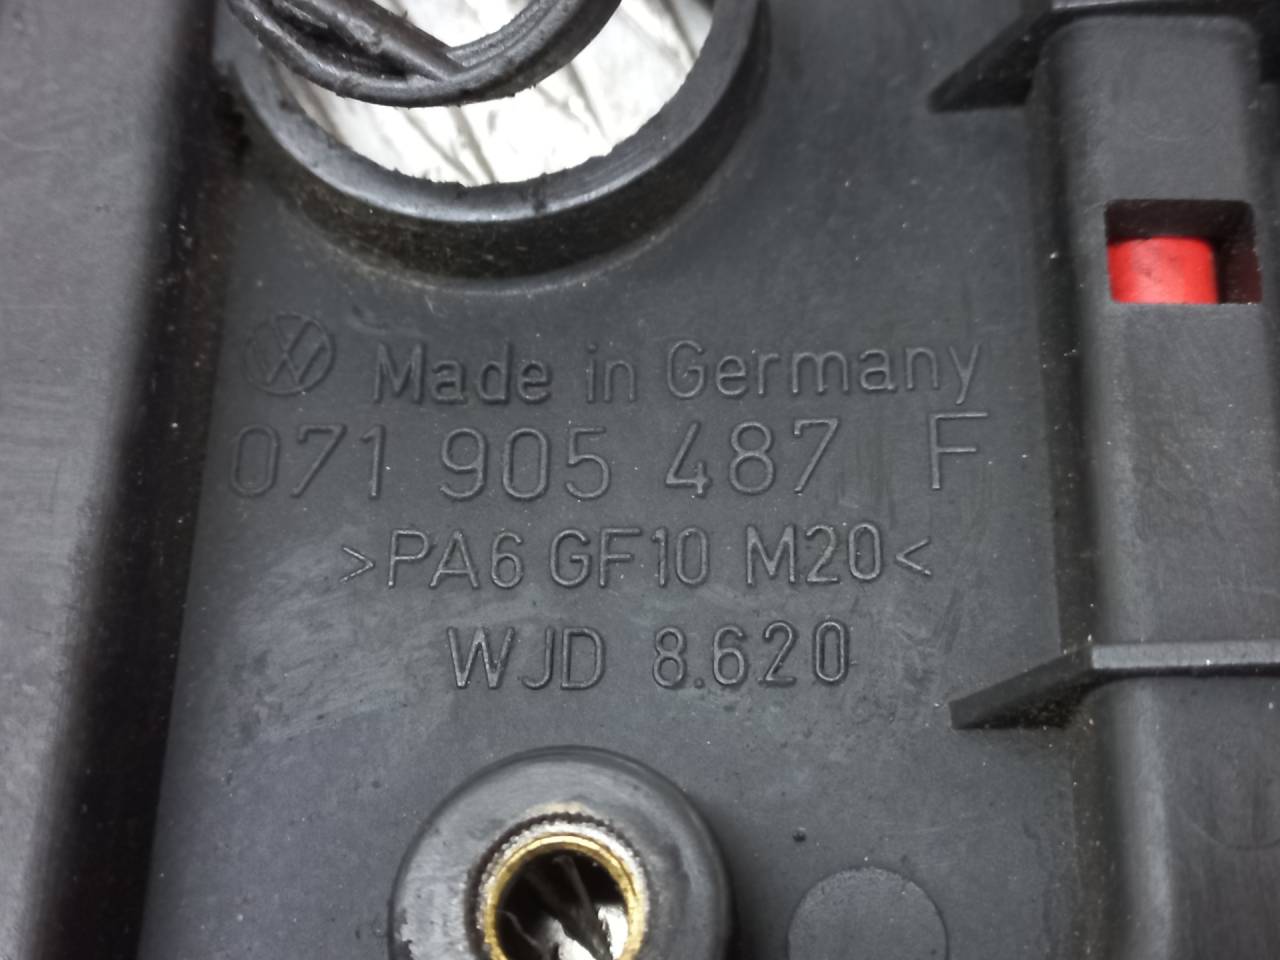 Made in Germany
071 905 487 F
>PA6 GF10 M20<
WJD 8.620